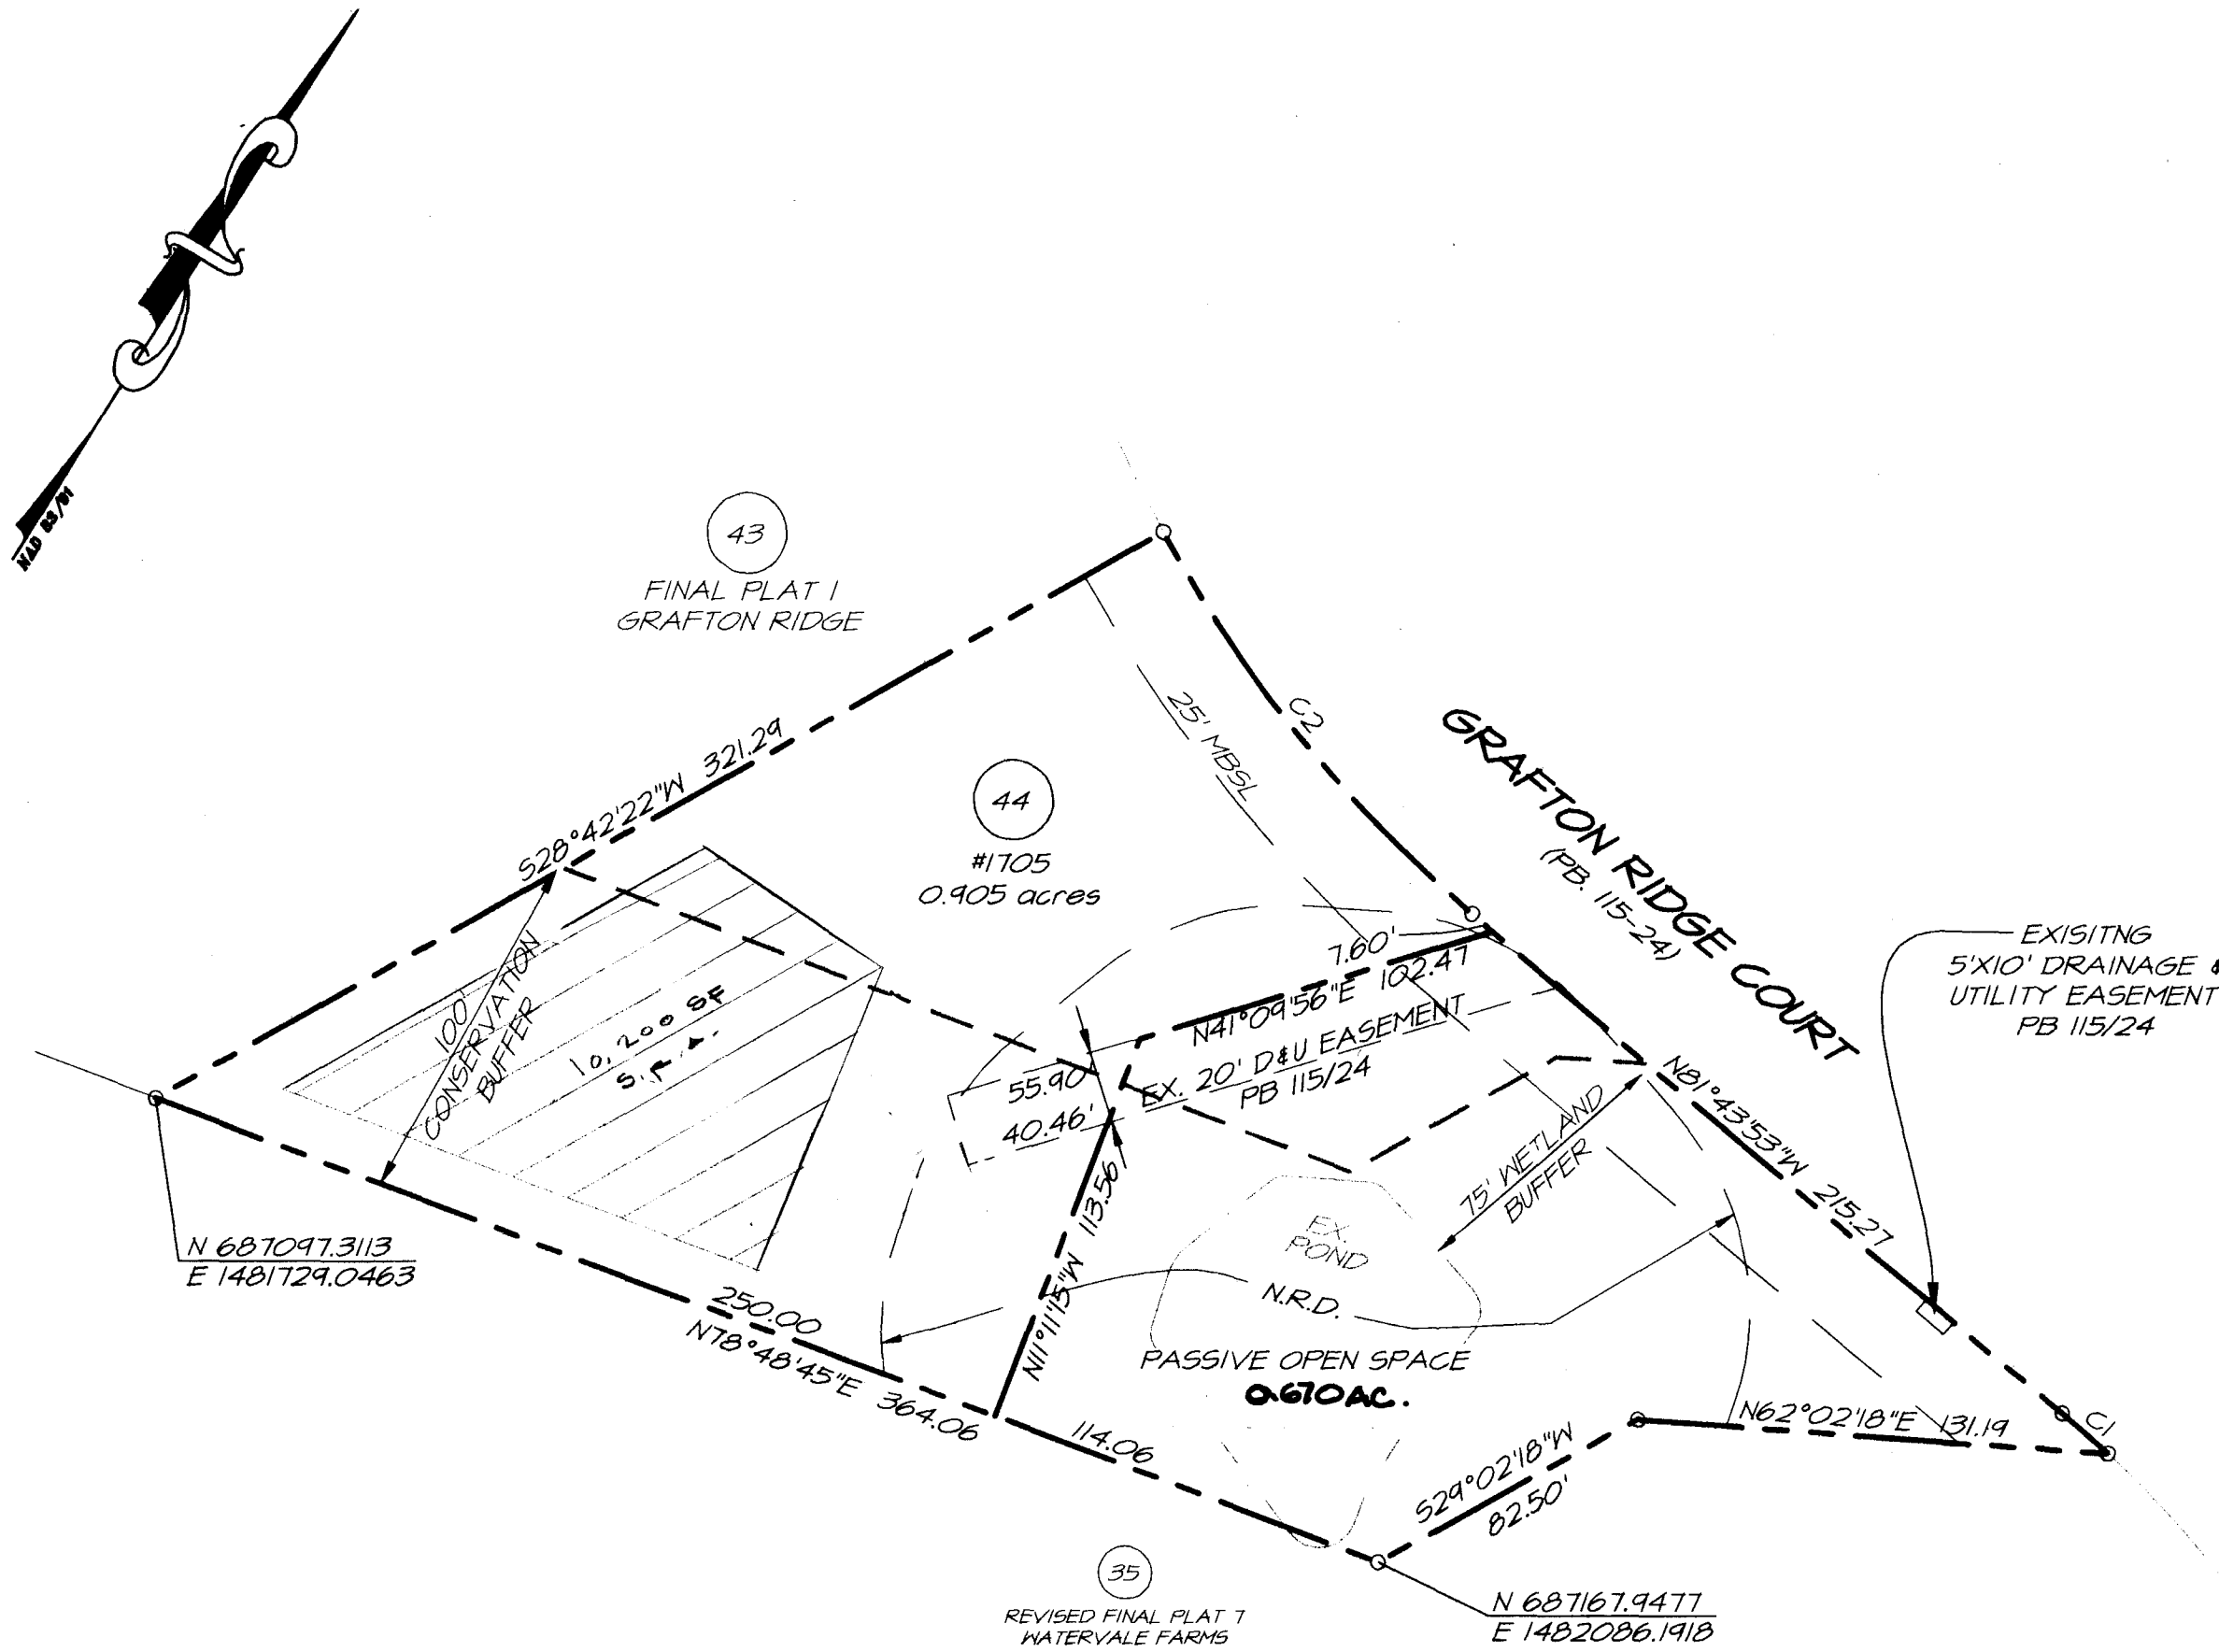 NAD 83/91
43
FINAL PLAT 1
GRAFTON RIDGE
S28°42'22"W 321.29
25' MBSL
C2
44
#1705
0.905 acres
GRAFTON RIDGE COURT
(PB. 115-24)
EXISITNG
5'X10' DRAINAGE &
UTILITY EASEMENT
PB 115/24
100'
CONSERVATION
BUFFER
10,200 SF
S.R.A.
7.60'
N41°09'56"E 102.47
EX. 20' D&U EASEMENT
PB 115/24
55.90'
40.46'
N11°11'15"W 113.56
N81°43'53"W 215.27
75' WETLAND
BUFFER
EX.
POND
N.R.D.
PASSIVE OPEN SPACE
0.670 AC.
N 687097.3113
E 1481729.0463
250.00
N78°48'45"E 364.06
114.06
S29°02'18"W
82.50'
N62°02'18"E 131.19
C1
35
REVISED FINAL PLAT 7
WATERVALE FARMS
N 687167.9477
E 1482086.1918